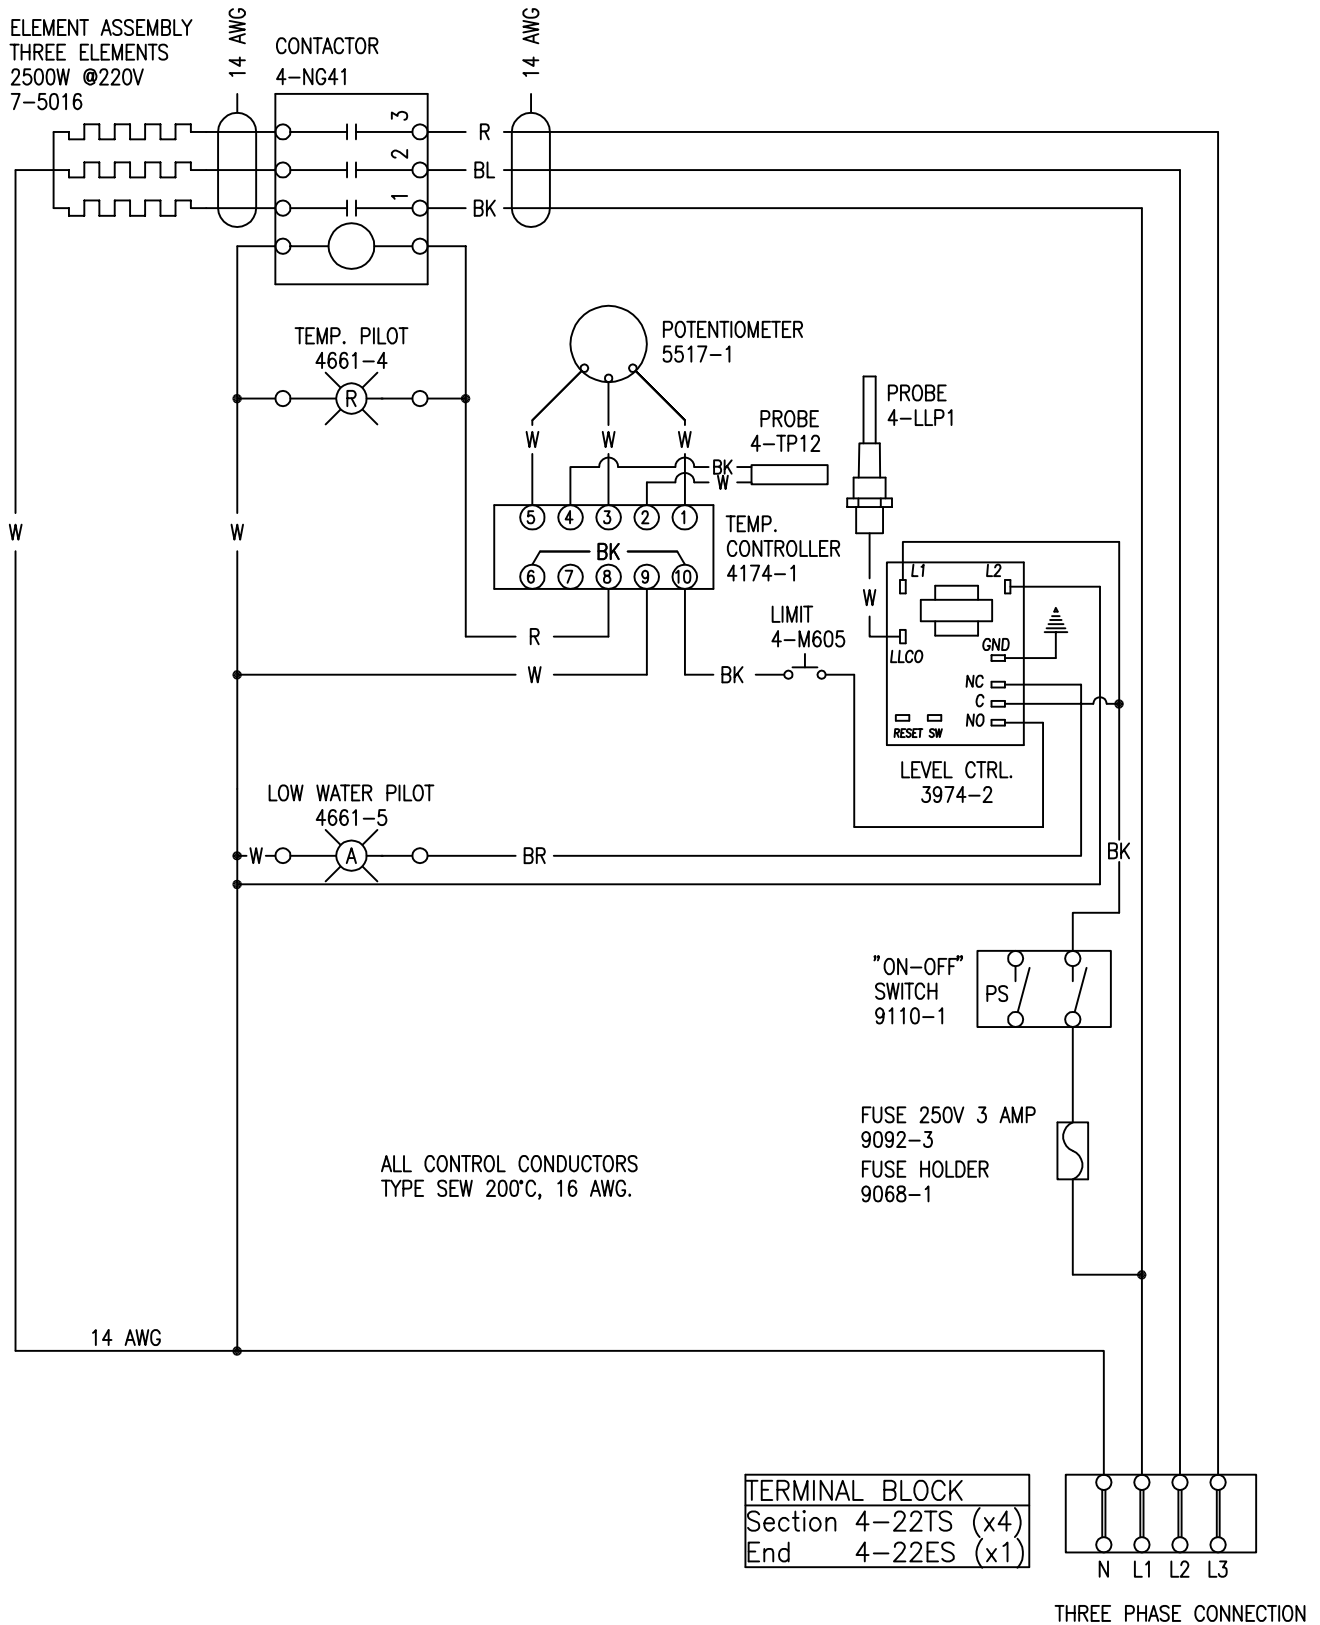 ELEMENT ASSEMBLY
THREE ELEMENTS
2500W @220V
7-5016
14 AWG
CONTACTOR
4-NG41
14 AWG
3
R
2
BL
1
BK
TEMP. PILOT
4661-4
R
POTENTIOMETER
5517-1
PROBE
4-LLP1
PROBE
4-TP12
W W W
BK
W
W
W
5 4 3 2 1
BK
6 7 8 9 10
TEMP.
CONTROLLER
4174-1
L1 L2
W
LIMIT
4-M605
R
GND
LLCO
W
BK
NC
C
NO
RESET SW
LEVEL CTRL.
3974-2
LOW WATER PILOT
4661-5
W
A
BR
BK
"ON-OFF"
SWITCH
9110-1
PS
FUSE 250V 3 AMP
9092-3
FUSE HOLDER
9068-1
ALL CONTROL CONDUCTORS
TYPE SEW 200°C, 16 AWG.
14 AWG
TERMINAL BLOCK
Section 4-22TS (x4)
End 4-22ES (x1)
N L1 L2 L3
THREE PHASE CONNECTION